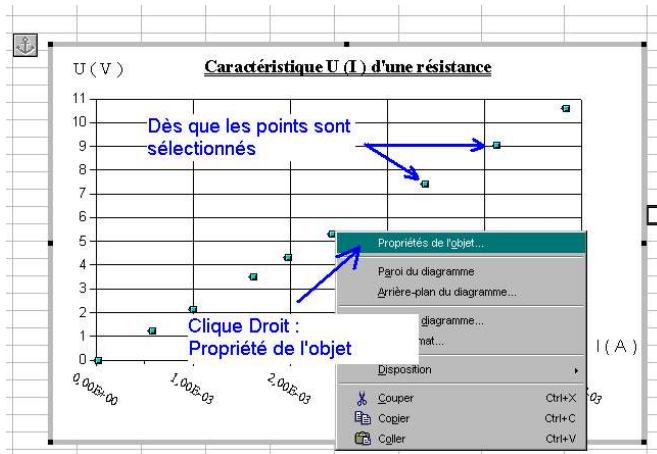 U ( V )
Caractéristique U (I ) d'une résistance
11
10
9
8
7
6
5
4
3
2
1
0
Dès que les points sont
sélectionnés
Clique Droit :
Propriété de l'objet
Propriétés de l'objet...
Paroi du diagramme
Arrière-plan du diagramme...
diagramme...
mat...
Disposition
Couper Ctrl+X
Copier Ctrl+C
Coller Ctrl+V
I ( A )
0,00E+00
1,00E-03
2,00E-03
-03